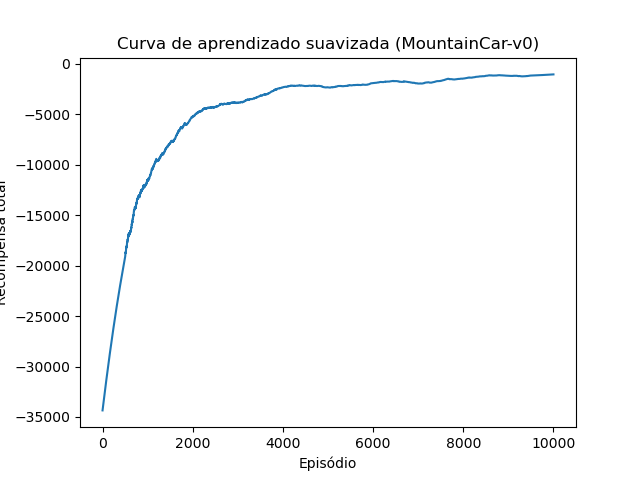 Curva de aprendizado suavizada (MountainCar-v0)
0
−5000
−10000
−15000
−20000
−25000
−30000
−35000
Recompensa total
0 2000 4000 6000 8000 10000
Episódio